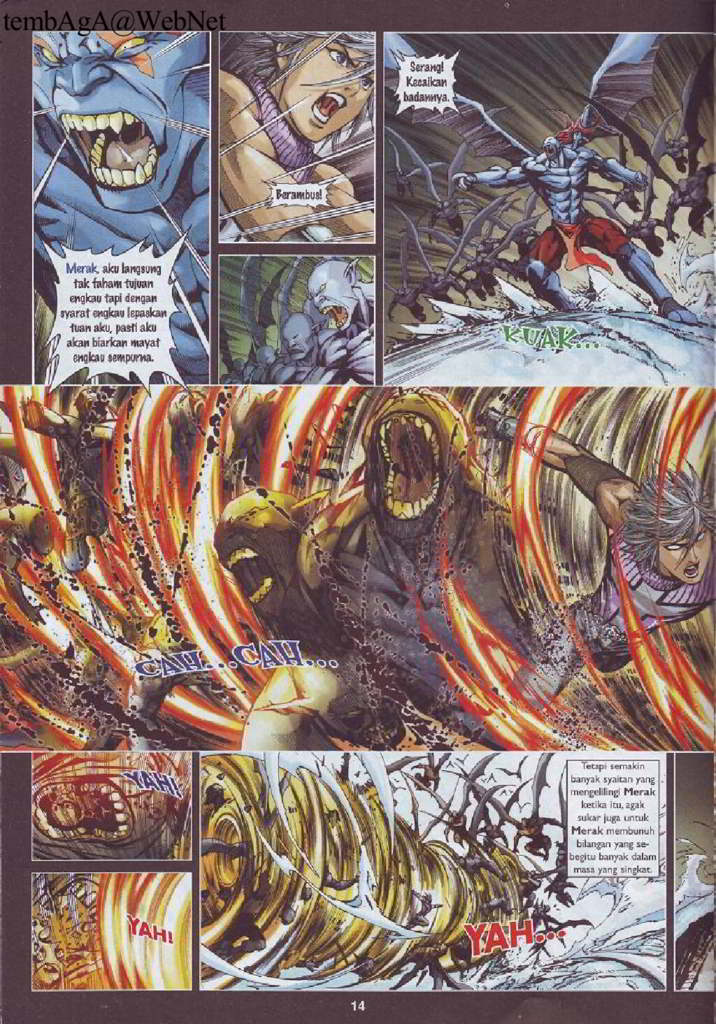 tembAgA@WebNet
Merak, aku langsung
tak faham tujuan
engkau tapi dengan
syarat engkau lepaskan
tuan aku, pasti aku
akan biarkan mayat
engkau sempurna.
Berambus!
Serang!
Kecaikan
badannya.
KUAK...
CAH...CAH...
YAH!
YAH!
Tetapi semakin
banyak syaitan yang
mengelilingi Merak
ketika itu, agak
sukar juga untuk
Merak membunuh
bilangan yang se-
begitu banyak dalam
masa yang singkat.
YAH...
14